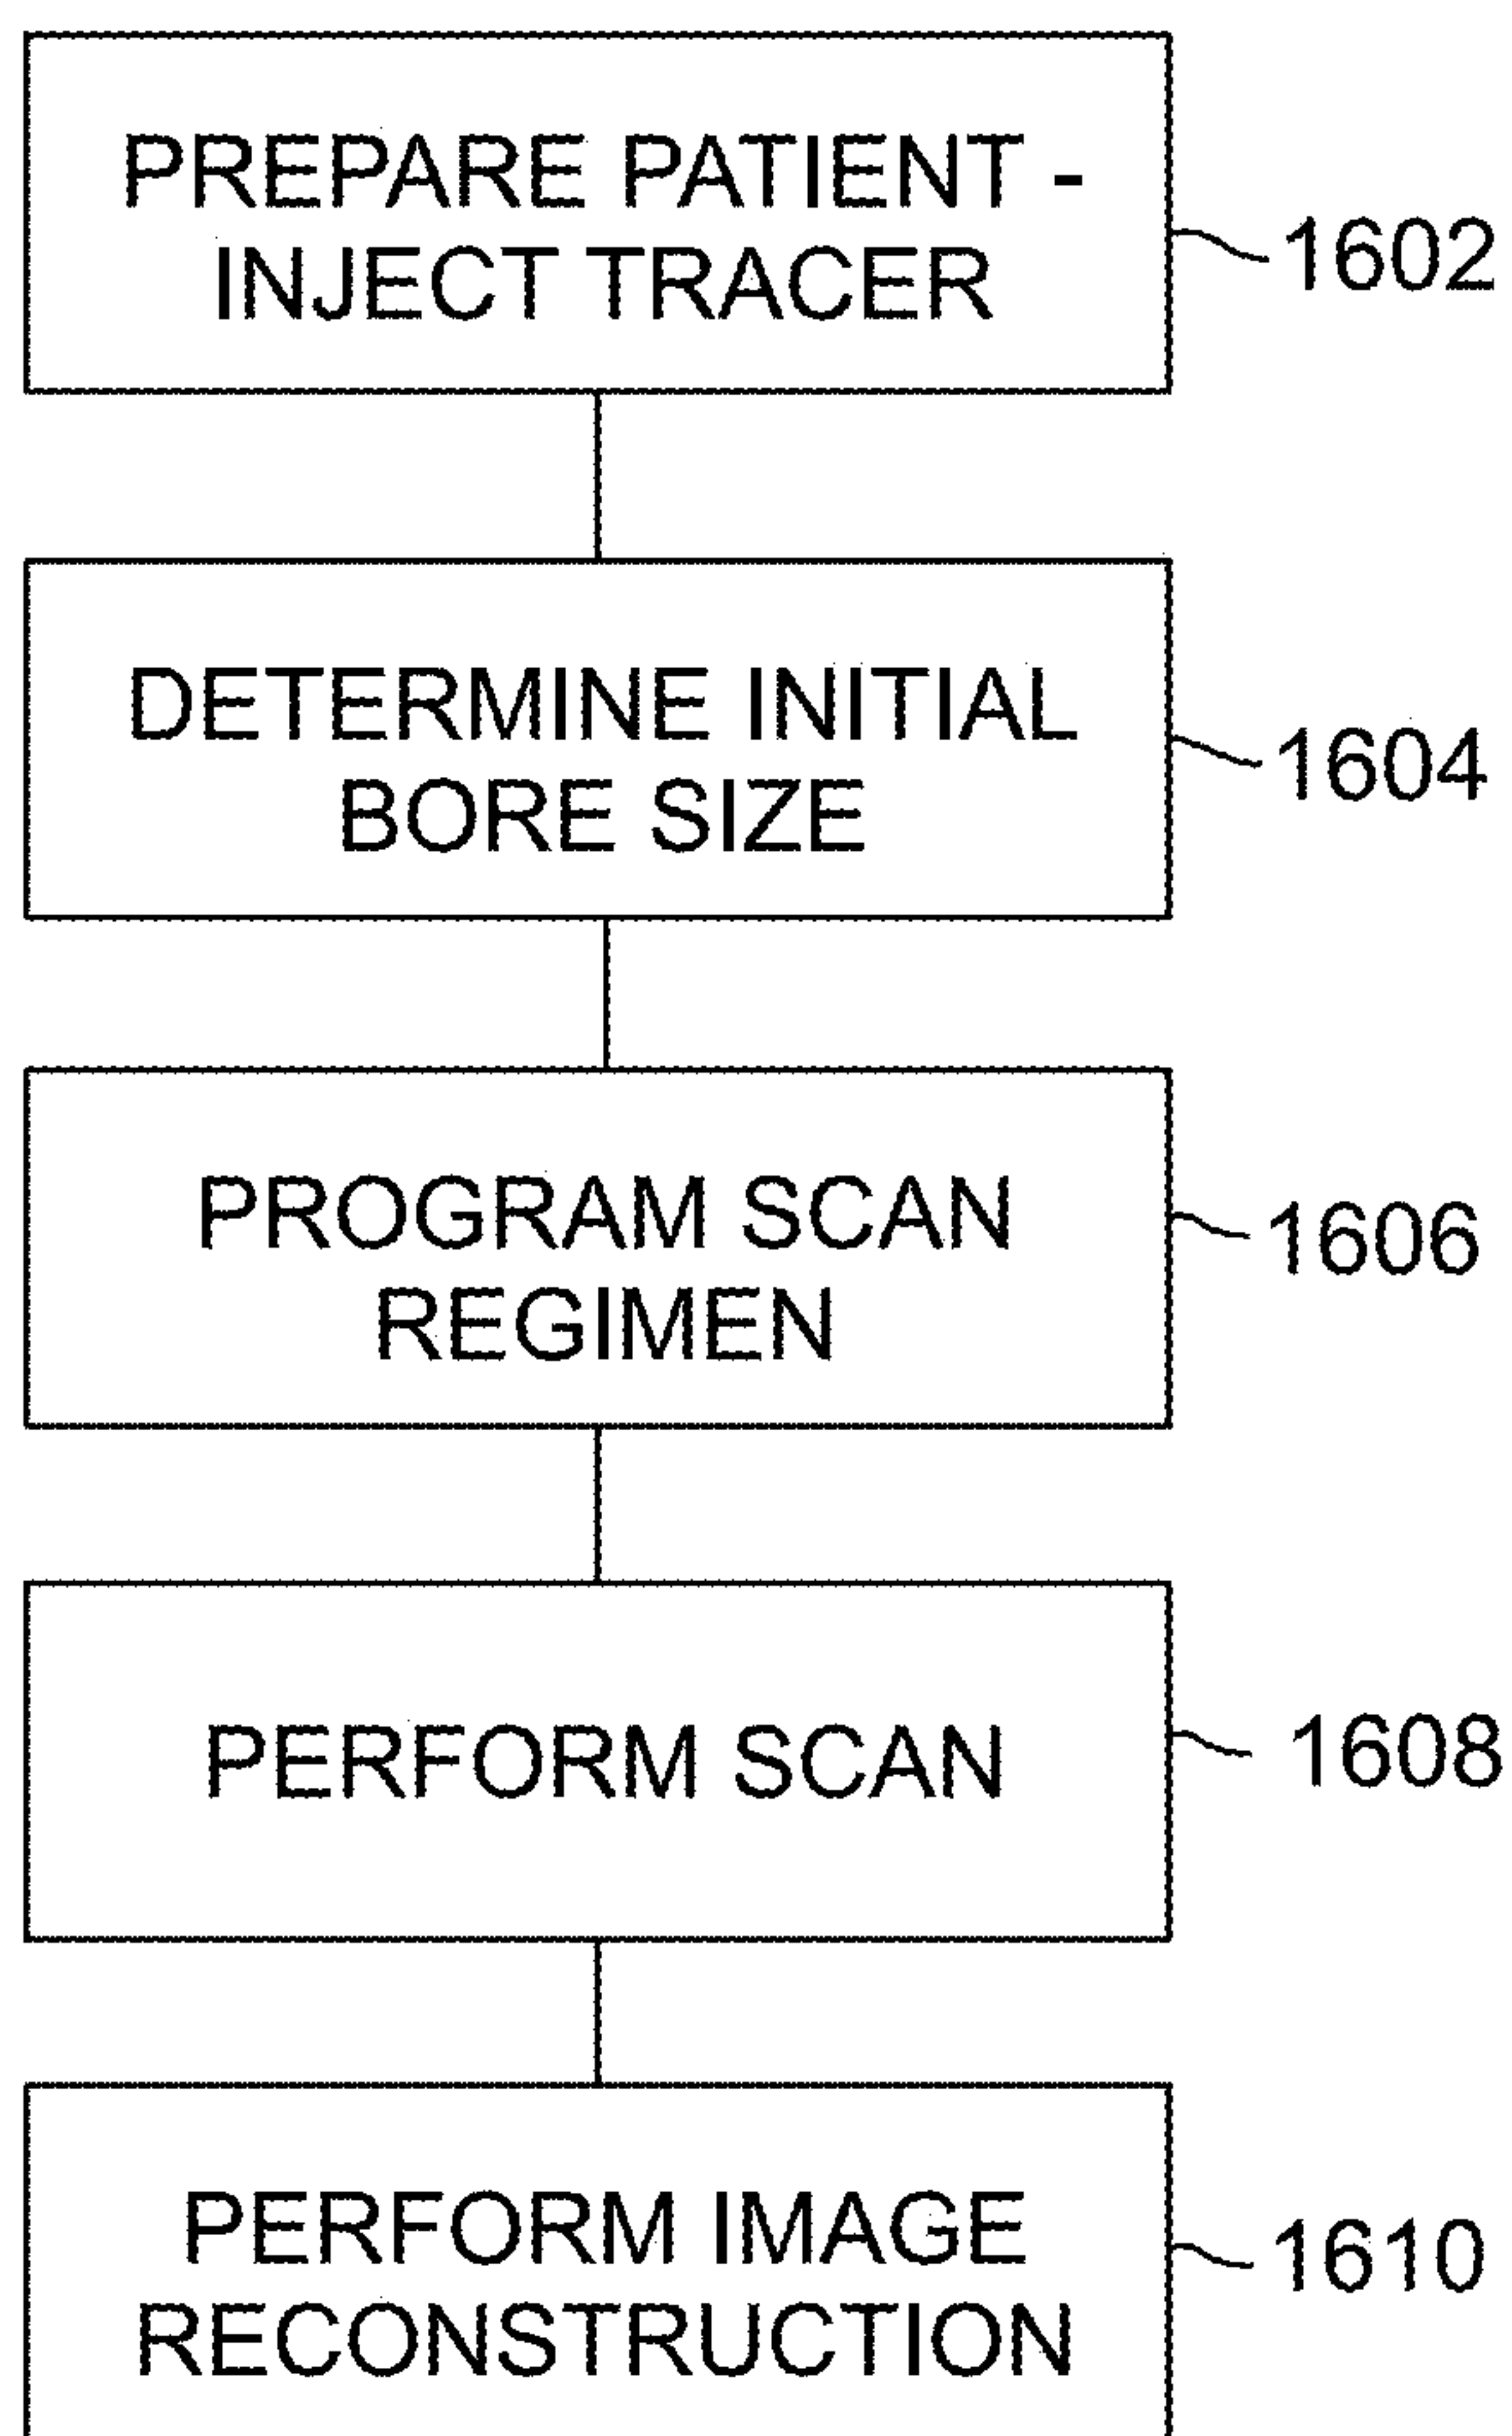 PREPARE PATIENT -
INJECT TRACER
1602
DETERMINE INITIAL
BORE SIZE
1604
PROGRAM SCAN
REGIMEN
1606
PERFORM SCAN
1608
PERFORM IMAGE
RECONSTRUCTION
1610